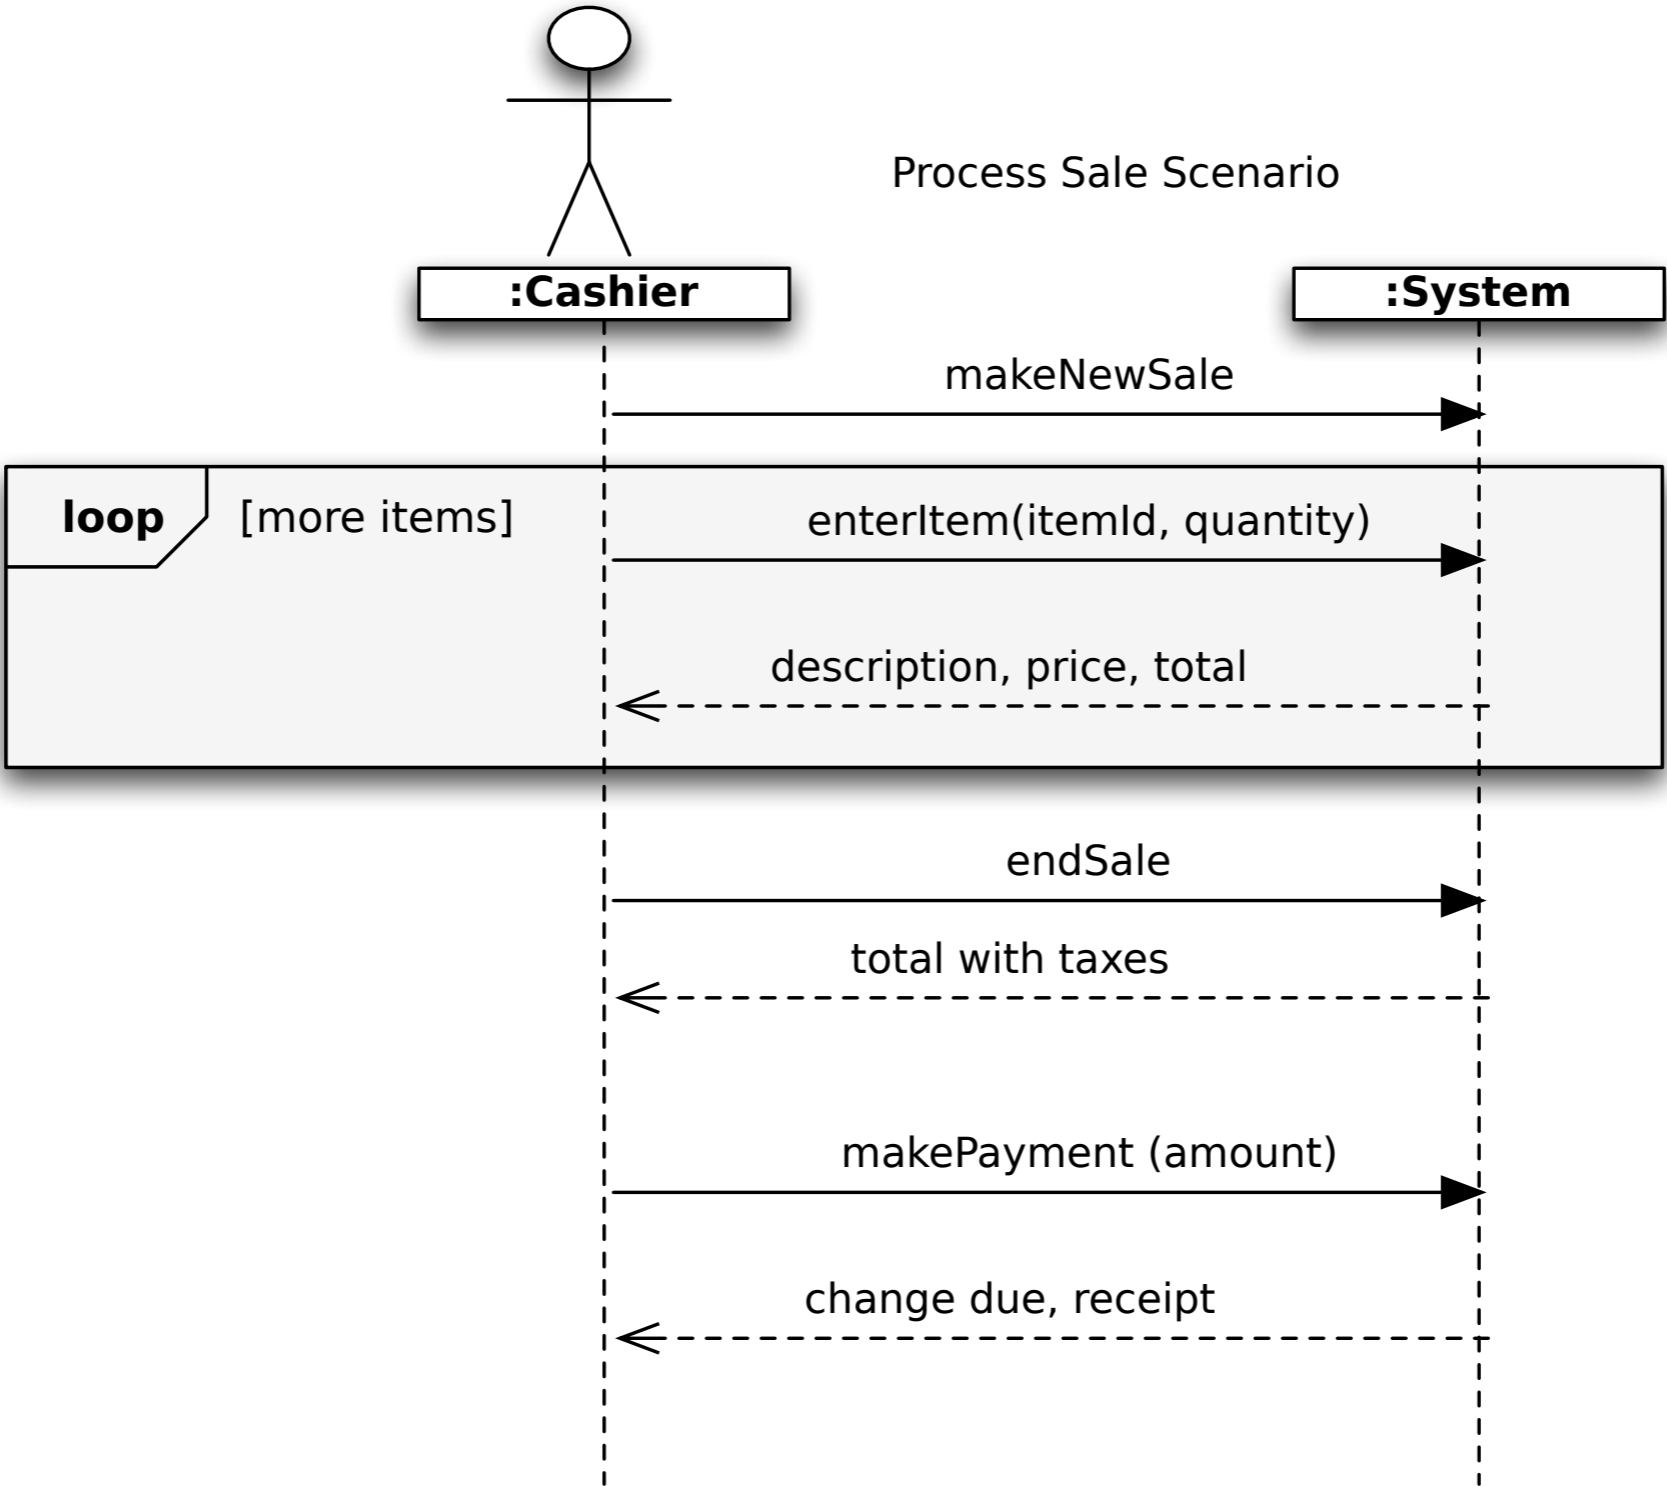 Process Sale Scenario
:Cashier
:System
makeNewSale
loop
[more items]
enterItem(itemId, quantity)
description, price, total
endSale
total with taxes
makePayment (amount)
change due, receipt